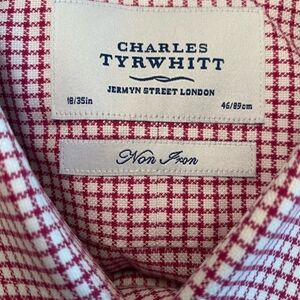 CHARLES
TYRWHITT
JERMYN STREET LONDON
18/35in 46/89cm
Non Iron